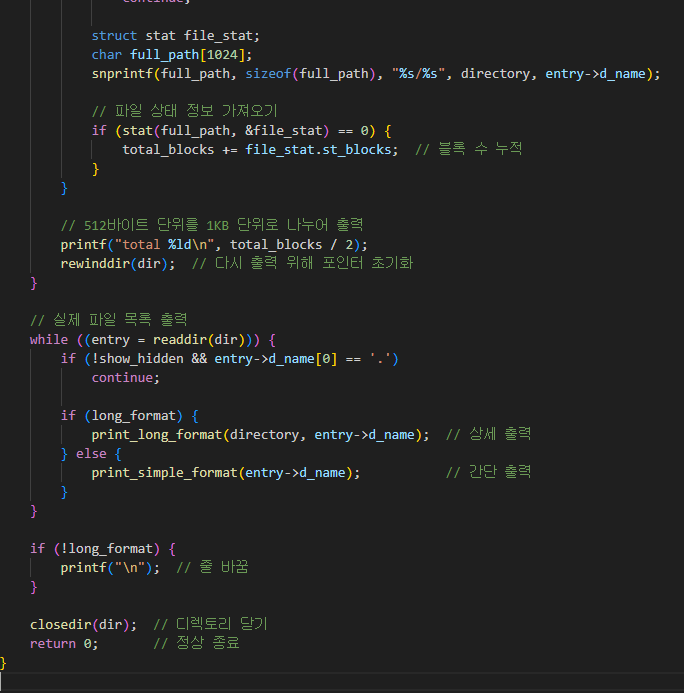 continue;
struct stat file_stat;
char full_path[1024];
snprintf(full_path, sizeof(full_path), "%s/%s", directory, entry->d_name);
// 파일 상태 정보 가져오기
if (stat(full_path, &file_stat) == 0) {
total_blocks += file_stat.st_blocks;  // 블록 수 누적
}
}
// 512바이트 단위를 1KB 단위로 나누어 출력
printf("total %ld\n", total_blocks / 2);
rewinddir(dir);  // 다시 출력 위해 포인터 초기화
}
// 실제 파일 목록 출력
while ((entry = readdir(dir))) {
if (!show_hidden && entry->d_name[0] == '.')
continue;
if (long_format) {
print_long_format(directory, entry->d_name);  // 상세 출력
} else {
print_simple_format(entry->d_name);           // 간단 출력
}
}
if (!long_format) {
printf("\n");  // 줄 바꿈
}
closedir(dir);  // 디렉토리 닫기
return 0;       // 정상 종료
}